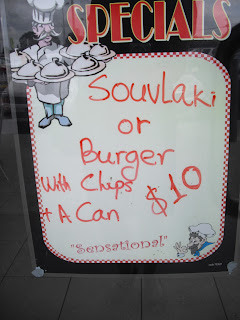 SPECIALS
Souvlaki
or
Burger
With Chips
+ A Can $10
"Sensational"